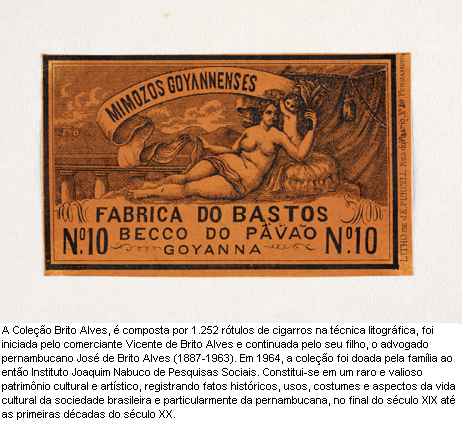 MIMOZOS GOYANNENSES
FABRICA DO BASTOS
Nº10 BECCO DO PAVÃO Nº10
GOYANNA
LITHO DE J.E. PURCELL
A Coleção Brito Alves, é composta por 1.252 rótulos de cigarros na técnica litográfica, foi
iniciada pelo comerciante Vicente de Brito Alves e continuada pelo seu filho, o advogado
pernambucano José de Brito Alves (1887-1963). Em 1964, a coleção foi doada pela família ao
então Instituto Joaquim Nabuco de Pesquisas Sociais. Constitui-se em um raro e valioso
patrimônio cultural e artístico, registrando fatos históricos, usos, costumes e aspectos da vida
cultural da sociedade brasileira e particularmente da pernambucana, no final do século XIX até
as primeiras décadas do século XX.